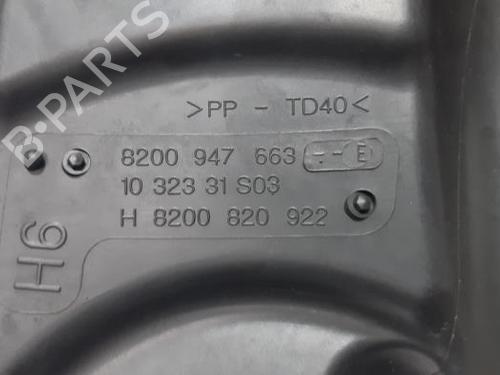 >PP - TD40<
8200 947 663 --E
10 323 31 S03
H 8200 820 922
H6
B-PARTS